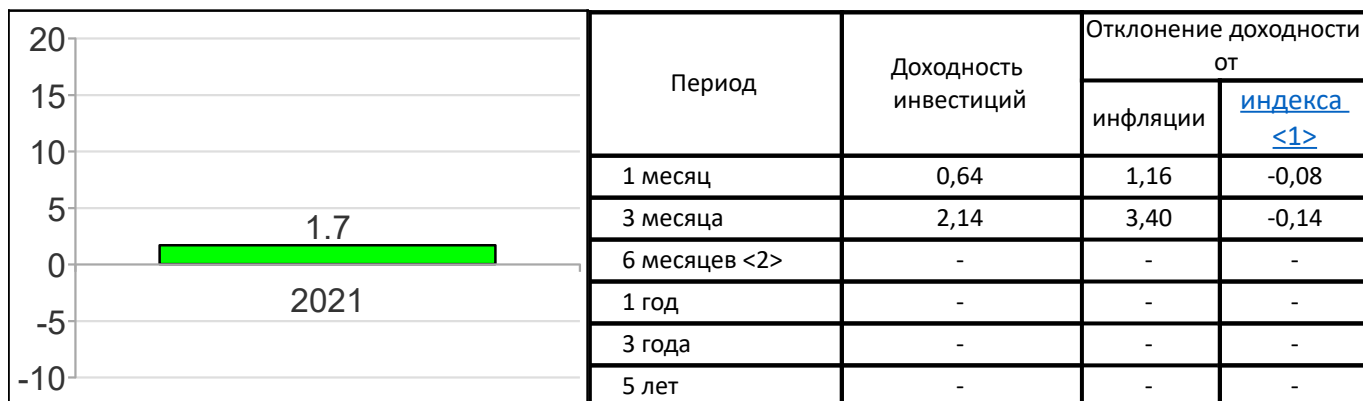 20
15
10
5
0
-5
-10
1.7
2021
Период
Доходность
инвестиций
Отклонение доходности
от
инфляции
индекса
<1>
1 месяц 0,64 1,16 -0,08
3 месяца 2,14 3,40 -0,14
6 месяцев <2> - - -
1 год - - -
3 года - - -
5 лет - - -